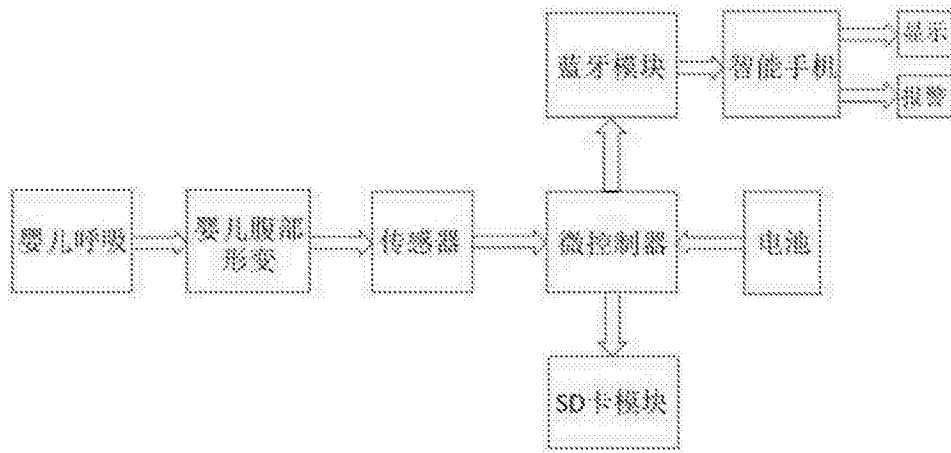 蓝牙模块
智能手机
显示
报警
婴儿呼吸
婴儿腹部
形变
传感器
微控制器
电池
SD卡模块